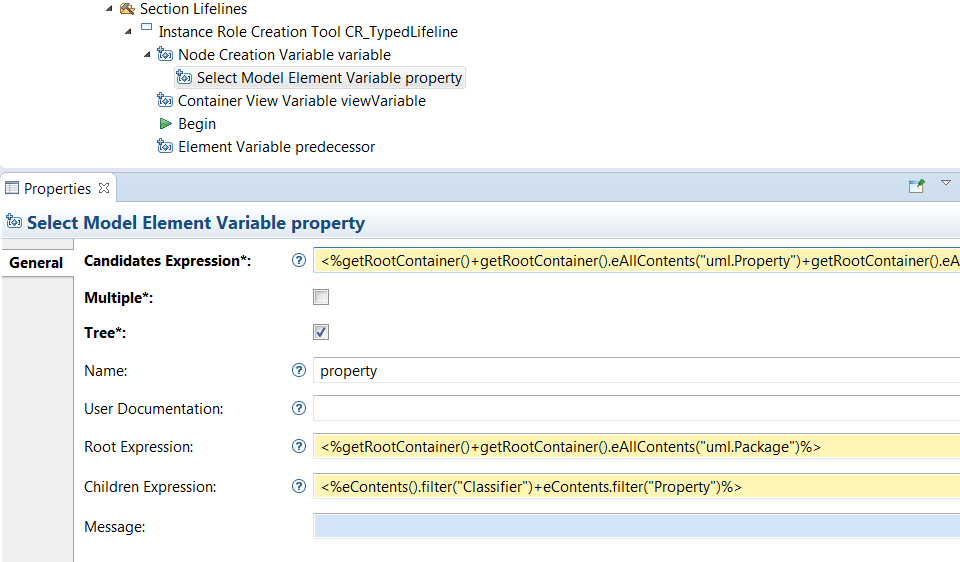 Section Lifelines
Instance Role Creation Tool CR_TypedLifeline
Node Creation Variable variable
Select Model Element Variable property
Container View Variable viewVariable
Begin
Element Variable predecessor
Properties
Select Model Element Variable property
General
Candidates Expression*: <%getRootContainer()+getRootContainer().eAllContents("uml.Property")+getRootContainer().eA
Multiple*:
Tree*:
Name: property
User Documentation:
Root Expression: <%getRootContainer()+getRootContainer().eAllContents("uml.Package")%>
Children Expression: <%eContents().filter("Classifier")+eContents.filter("Property")%>
Message: